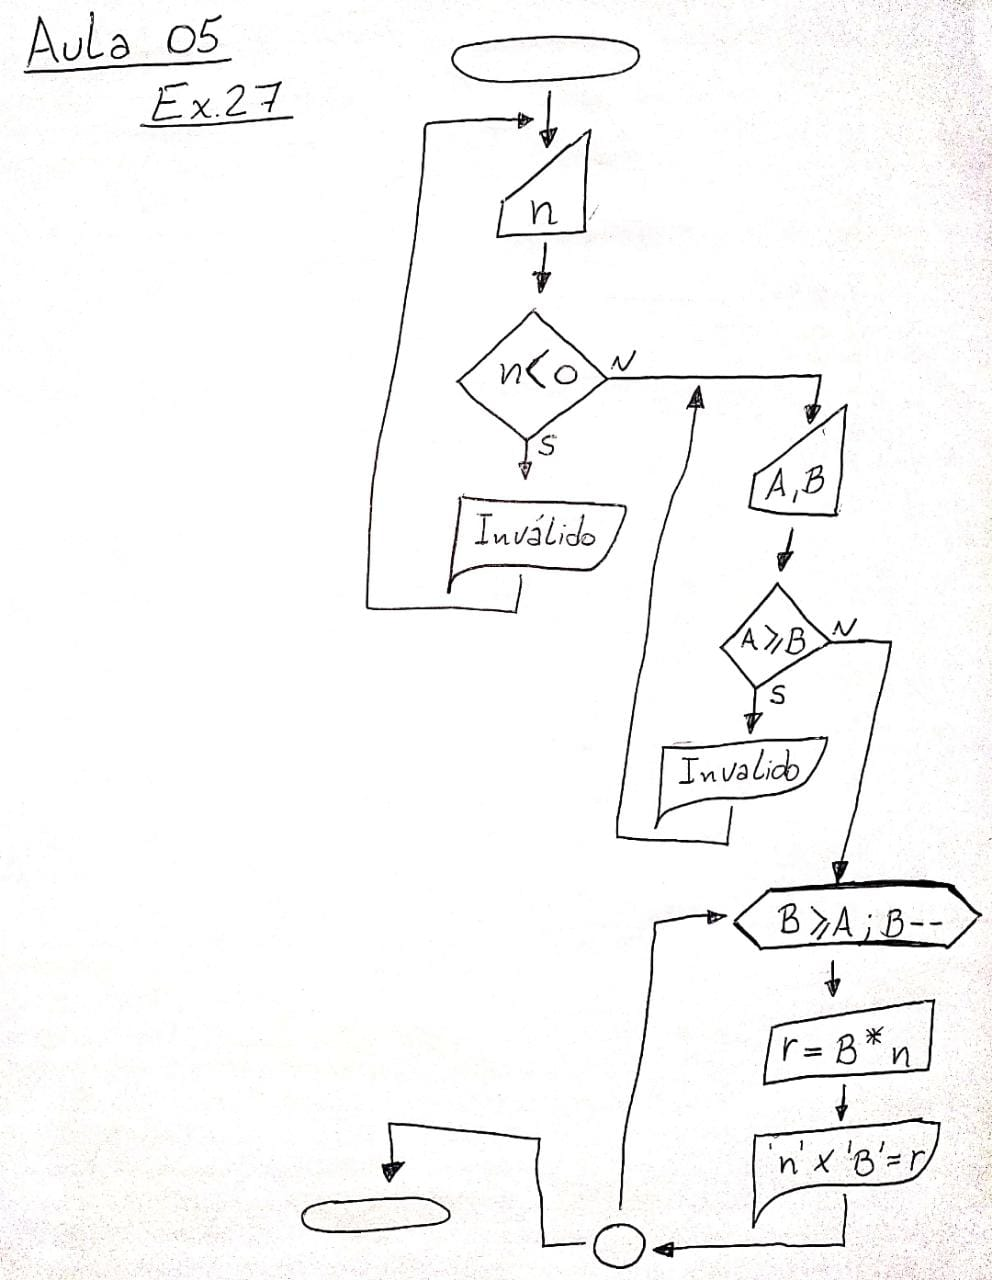 Aula 05
Ex.27
n
n<0
N
S
Inválido
A,B
A⩾B
N
S
Invalido
B⩾A;B--
r=B*n
'n' x 'B'=r